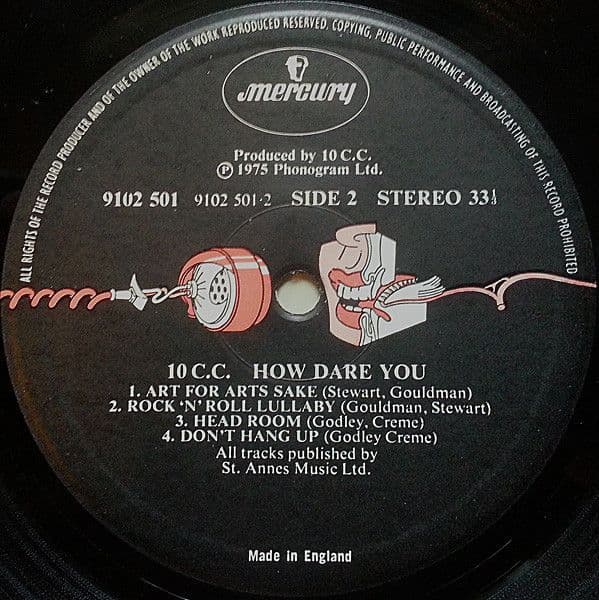 ALL RIGHTS OF THE RECORD PRODUCER AND OF THE OWNER OF THE WORK REPRODUCED RESERVED, COPYING, PUBLIC PERFORMANCE AND BROADCASTING OF THIS RECORD PROHIBITED
mercury
Produced by 10 C.C.
Ⓟ 1975 Phonogram Ltd.
9102 501 9102 501·2 SIDE 2 STEREO 33⅓
10 C.C. HOW DARE YOU
1. ART FOR ARTS SAKE (Stewart, Gouldman)
2. ROCK 'N' ROLL LULLABY (Gouldman, Stewart)
3. HEAD ROOM (Godley, Creme)
4. DON'T HANG UP (Godley Creme)
All tracks published by
St. Annes Music Ltd.
Made in England